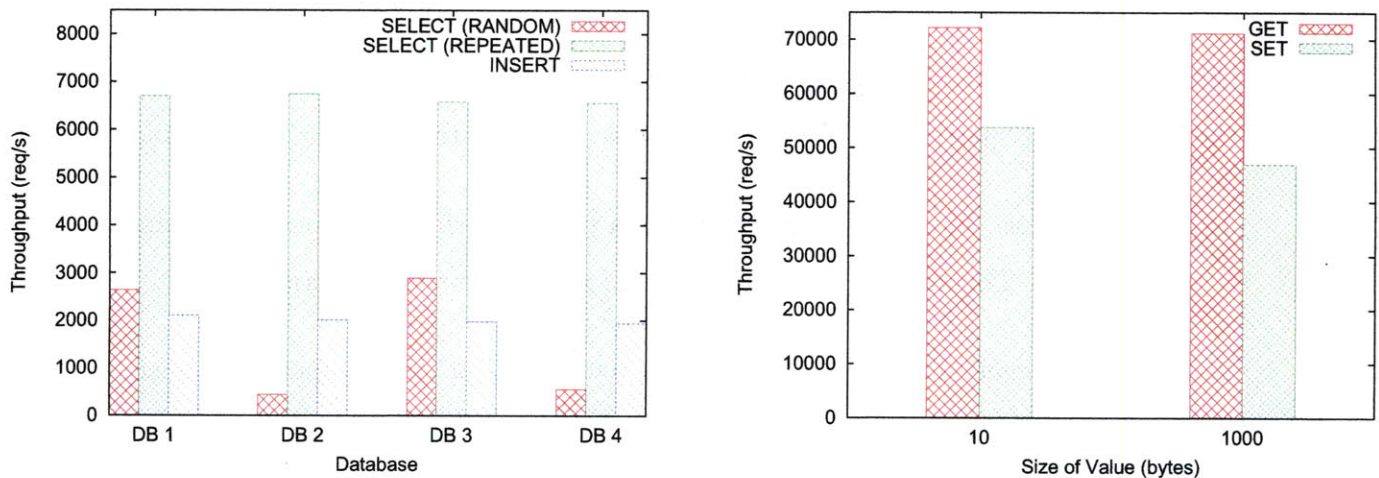 8000
7000
6000
5000
4000
3000
2000
1000
0
Throughput (req/s)
SELECT (RANDOM)
SELECT (REPEATED)
INSERT
DB 1 DB 2 DB 3 DB 4
Database
70000
60000
50000
40000
30000
20000
10000
0
Throughput (req/s)
GET
SET
10 1000
Size of Value (bytes)